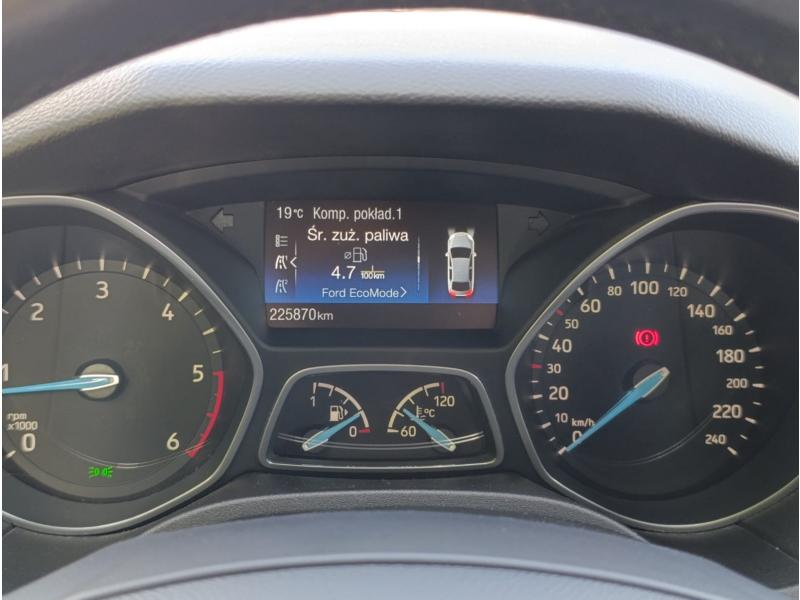 19°C Komp. pokład.1
Śr. zuż. paliwa
⌀
4.7 l/100km
Ford EcoMode
225870km
1 2 3 4 5 6
rpm
x1000 0
1 0
°C 120
60
0 10 20 30 40 50 60 80 100 120 140 160 180 200 220 240
km/h